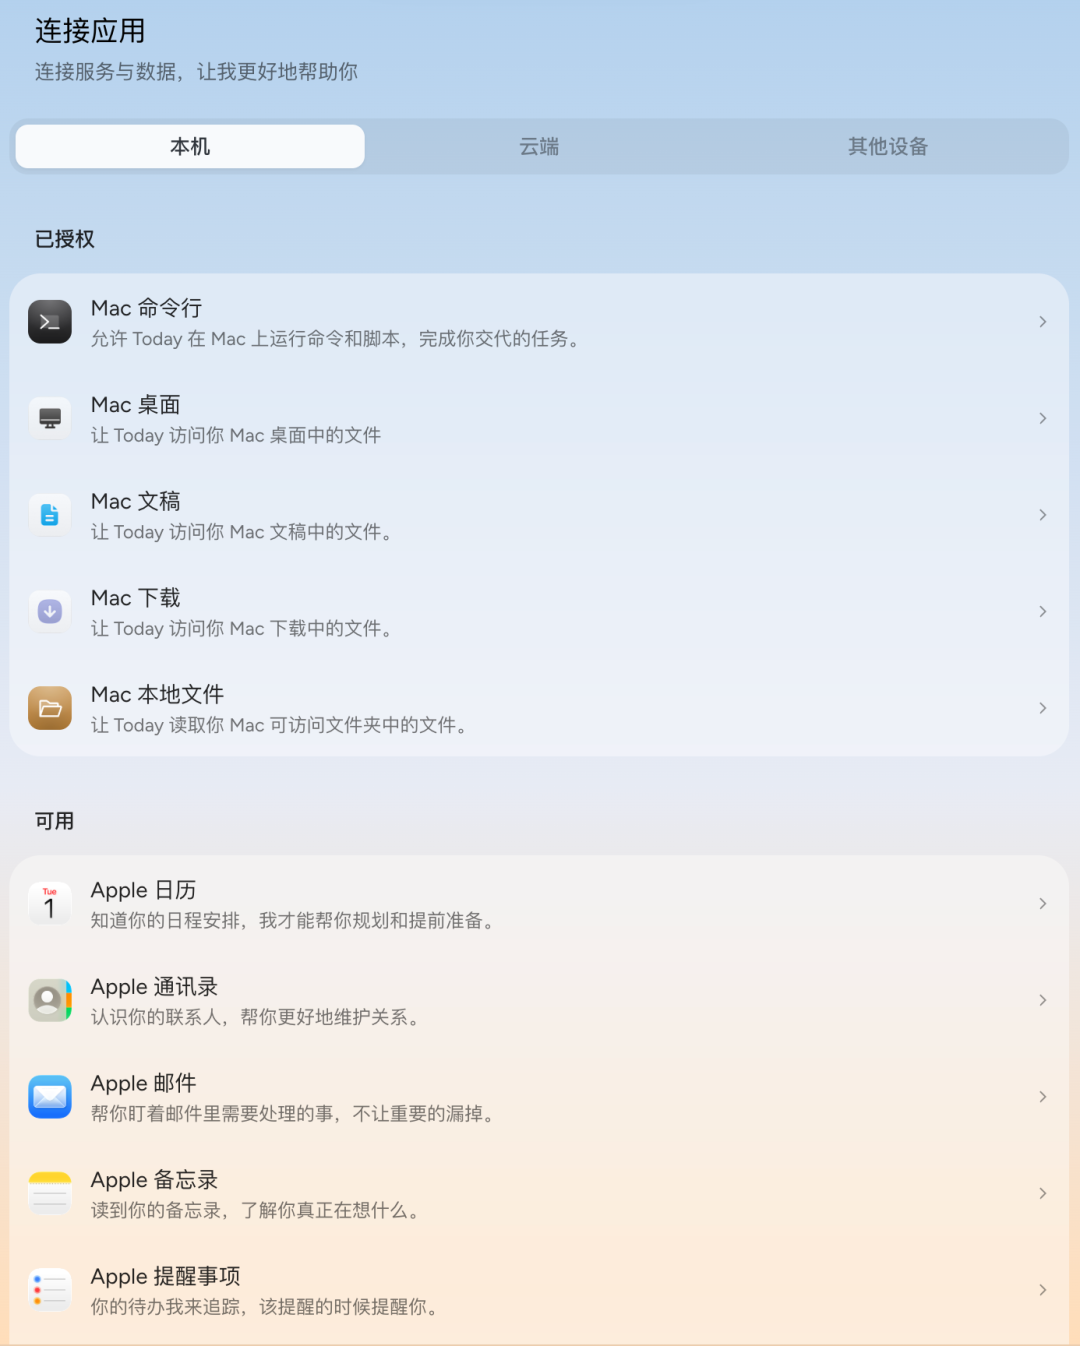 连接应用
连接服务与数据，让我更好地帮助你
本机
云端
其他设备
已授权
Mac 命令行
允许 Today 在 Mac 上运行命令和脚本，完成你交代的任务。
Mac 桌面
让 Today 访问你 Mac 桌面中的文件
Mac 文稿
让 Today 访问你 Mac 文稿中的文件。
Mac 下载
让 Today 访问你 Mac 下载中的文件。
Mac 本地文件
让 Today 读取你 Mac 可访问文件夹中的文件。
可用
Tue
1
Apple 日历
知道你的日程安排，我才能帮你规划和提前准备。
Apple 通讯录
认识你的联系人，帮你更好地维护关系。
Apple 邮件
帮你盯着邮件里需要处理的事，不让重要的漏掉。
Apple 备忘录
读到你的备忘录，了解你真正在想什么。
Apple 提醒事项
你的待办我来追踪，该提醒的时候提醒你。